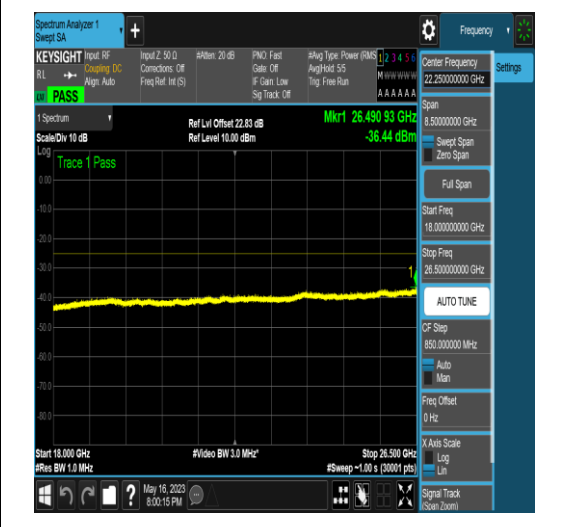 Spectrum Analyzer 1
Swept SA
+
Frequency
KEYSIGHT
RL
PASS
Input: RF
Coupling: DC
Align: Auto
Input Z: 50 Ω
Corrections: Off
Freq Ref: Int (S)
#Atten: 20 dB
PNO: Fast
Gate: Off
IF Gain: Low
Sig Track: Off
#Avg Type: Power (RMS
Avg|Hold: 5/5
Trig: Free Run
1 2 3 4 5 6
M W W W W W
A A A A A A
1 Spectrum
Scale/Div 10 dB
Ref Lvl Offset 22.83 dB
Ref Level 10.00 dBm
Mkr1 26.490 93 GHz
-36.44 dBm
Log
Trace 1 Pass
0.00
-10.0
-20.0
-30.0
-40.0
-50.0
-60.0
-70.0
-80.0
1
Start 18.000 GHz
#Res BW 1.0 MHz
#Video BW 3.0 MHz*
Stop 26.500 GHz
#Sweep ~1.00 s (30001 pts)
May 16, 2023
8:00:15 PM
?
Center Frequency
22.250000000 GHz
Span
8.50000000 GHz
Swept Span
Zero Span
Full Span
Start Freq
18.000000000 GHz
Stop Freq
26.500000000 GHz
AUTO TUNE
CF Step
850.000000 MHz
Auto
Man
Freq Offset
0 Hz
X Axis Scale
Log
Lin
Signal Track
(Span Zoom)
Settings